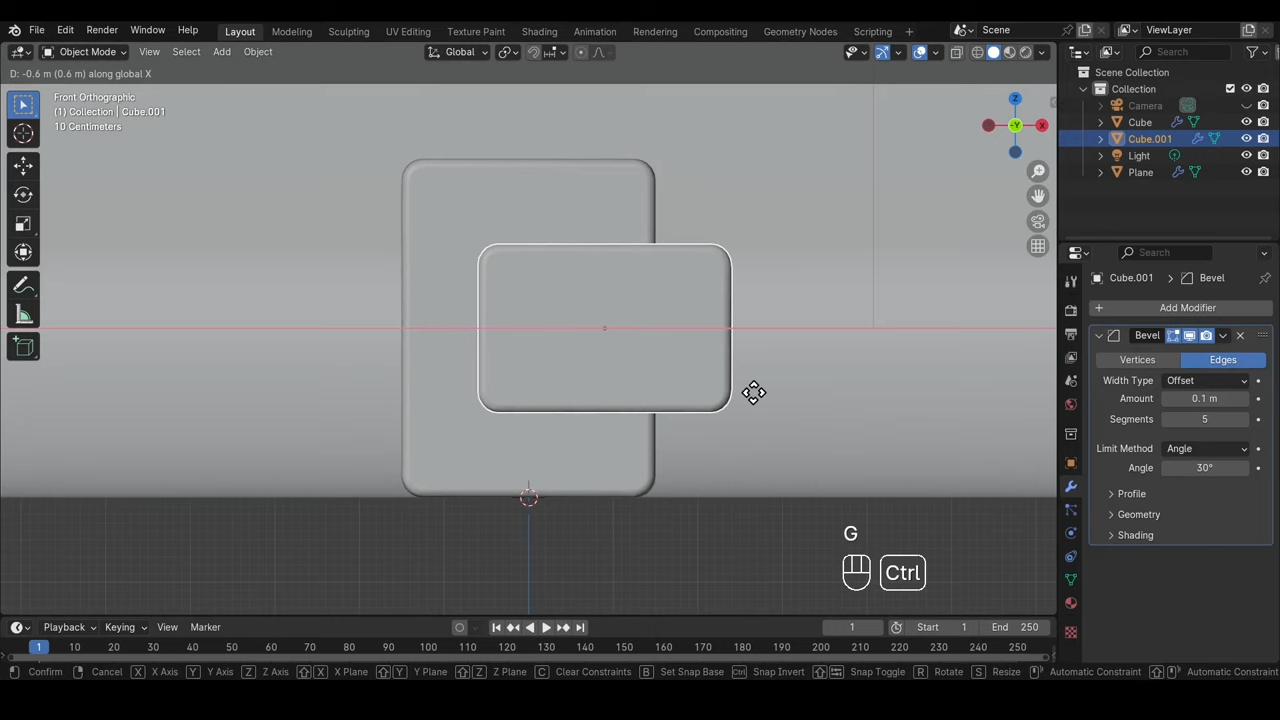 File Edit Render Window Help Layout Modeling Sculpting UV Editing Texture Paint Shading Animation Rendering Compositing Geometry Nodes Scripting + Scene ViewLayer
Object Mode View Select Add Object Global Search
D: -0.6 m (0.6 m) along global X
Scene Collection
Front Orthographic
(1) Collection | Cube.001
10 Centimeters
Collection
Camera
Cube
Cube.001
Light
Plane
Z
-Y
X
Search
Cube.001 > Bevel
+ Add Modifier
Bevel
Vertices Edges
Width Type Offset
Amount 0.1 m
Segments 5
Limit Method Angle
Angle 30°
Profile
Geometry
Shading
G
Ctrl
Playback Keying View Marker 1 Start 1 End 250
1 10 20 30 40 50 60 70 80 90 100 110 120 130 140 150 160 170 180 190 200 210 220 230 240 250
Confirm Cancel X X Axis Y Y Axis Z Z Axis X X Plane Y Y Plane Z Z Plane C Clear Constraints B Set Snap Base Ctrl Snap Invert Snap Toggle R Rotate S Resize Automatic Constraint Automatic Constraint